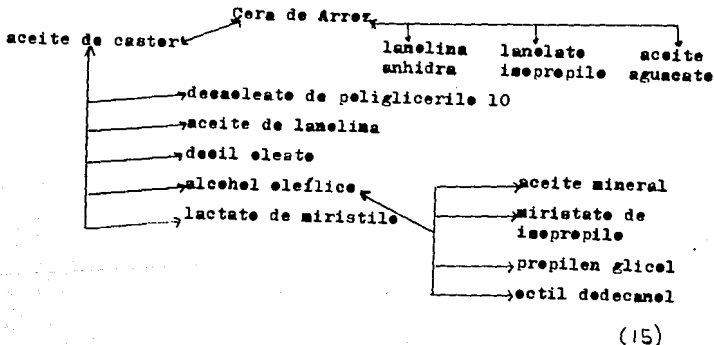 Cera de Arroz
aceite de castor
lanolina anhidra
lanolato isopropilo
aceite aguacate
decaoleato de poliglicerilo 10
aceite de lanolina
decil oleato
alcohol oleílico
lactato de miristilo
aceite mineral
miristato de isopropilo
propilen glicol
octil dodecanol
(15)